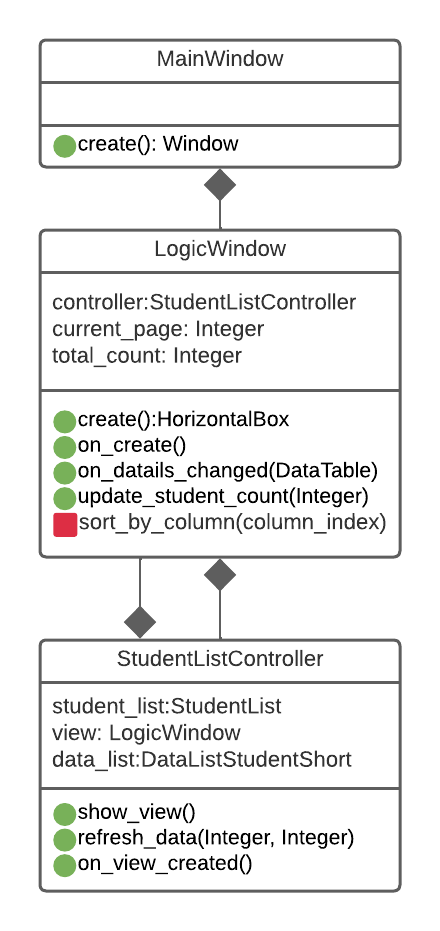 MainWindow
create(): Window
LogicWindow
controller:StudentListController
current_page: Integer
total_count: Integer
create():HorizontalBox
on_create()
on_datails_changed(DataTable)
update_student_count(Integer)
sort_by_column(column_index)
StudentListController
student_list:StudentList
view: LogicWindow
data_list:DataListStudentShort
show_view()
refresh_data(Integer, Integer)
on_view_created()